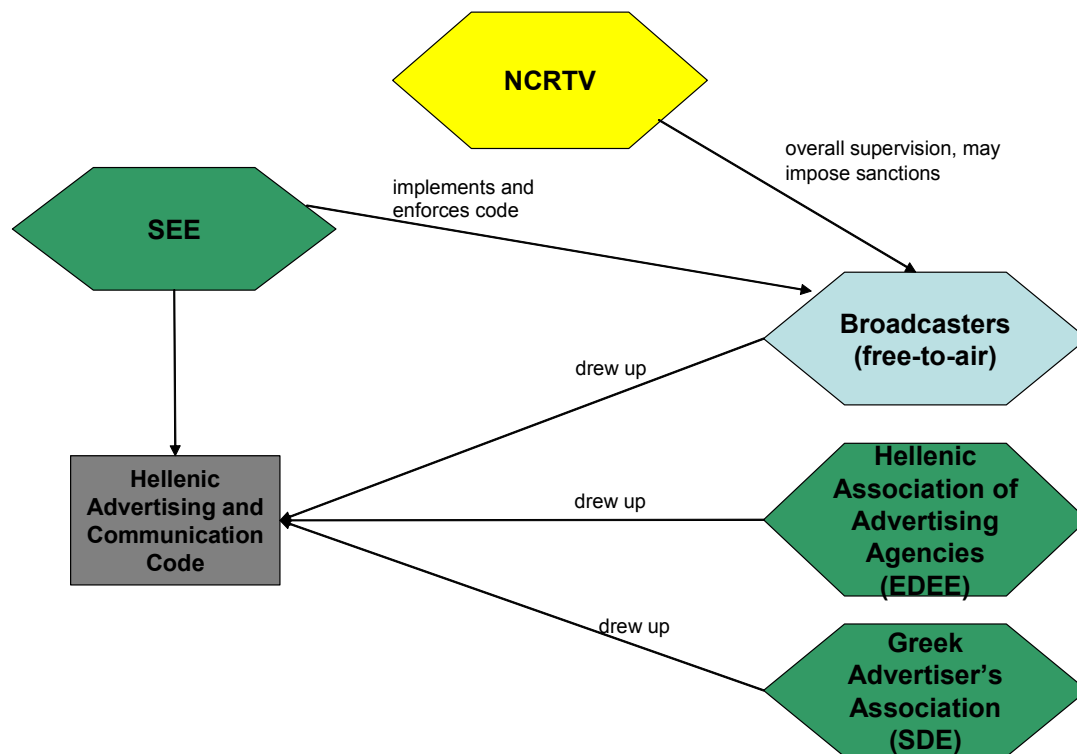 NCRTV
overall supervision, may
impose sanctions
implements and
enforces code
SEE
Broadcasters
(free-to-air)
drew up
Hellenic
Advertising and
Communication
Code
drew up
Hellenic
Association of
Advertising
Agencies
(EDEE)
drew up
Greek
Advertiser’s
Association
(SDE)